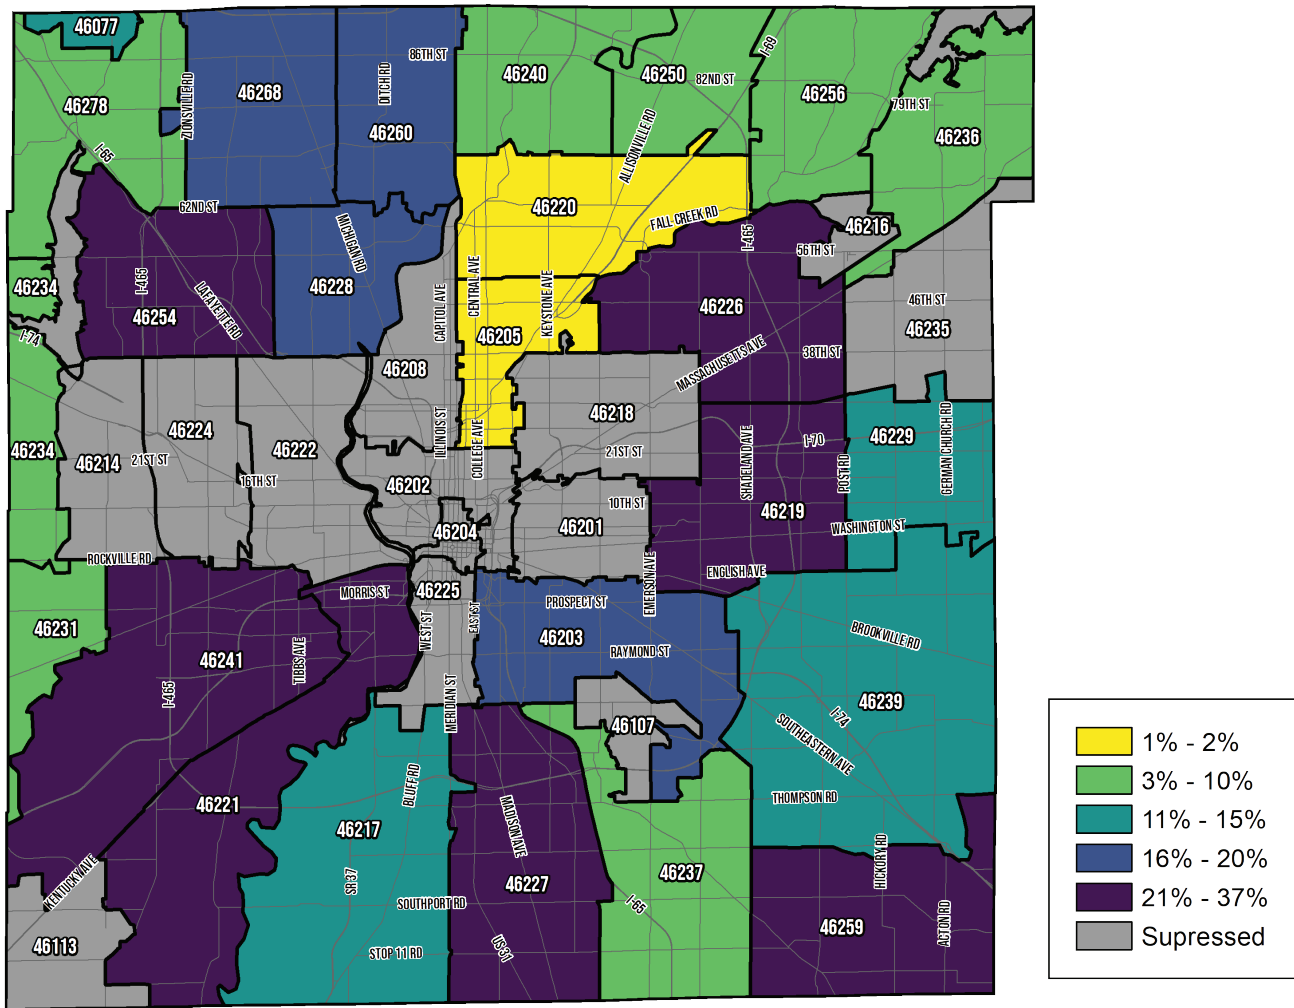 46077
86TH ST
I-69
46240
46250
82ND ST
46268
DITCH RD
46256
79TH ST
46278
ZIONSVILLE RD
46260
46236
ALLISONVILLE RD
I-65
62ND ST
46220
FALL CREEK RD
46216
MICHIGAN RD
I-465
56TH ST
46234
I-465
46228
CENTRAL AVE
KEYSTONE AVE
46254
LAFAYETTE RD
CAPITOL AVE
46226
46TH ST
46235
I-74
46205
MASSACHUSETTS AVE
38TH ST
46208
46218
46224
46222
ILLINOIS ST
COLLEGE AVE
21ST ST
SHADELAND AVE
I-70
46229
GERMAN CHURCH RD
46234
46214
21ST ST
16TH ST
46202
POST RD
10TH ST
46219
46204
46201
WASHINGTON ST
ROCKVILLE RD
ENGLISH AVE
EMERSON AVE
MORRIS ST
46225
PROSPECT ST
46231
WEST ST
EAST ST
46203
BROOKVILLE RD
46241
TIBBS AVE
RAYMOND ST
I-465
MERIDIAN ST
46107
46239
I-74
SOUTHEASTERN AVE
46221
BLUFF RD
THOMPSON RD
46217
MADISON AVE
KENTUCKY AVE
SR 37
46227
46237
HICKORY RD
SOUTHPORT RD
I-65
46259
ACTON RD
46113
STOP 11 RD
US 31
1% - 2%
3% - 10%
11% - 15%
16% - 20%
21% - 37%
Supressed